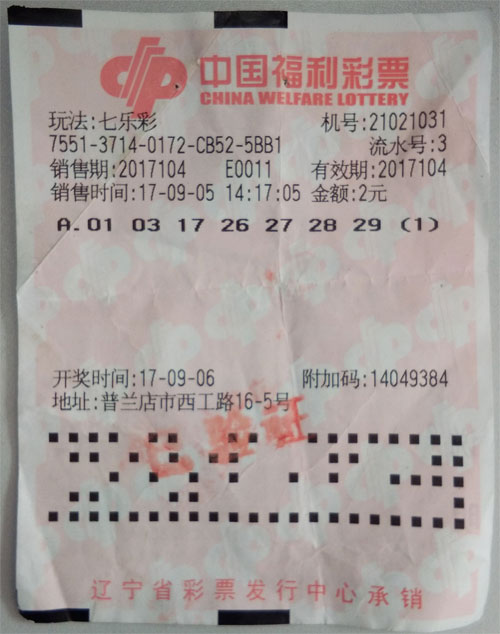 中国福利彩票
CHINA WELFARE LOTTERY
玩法:七乐彩 机号:21021031
7551-3714-0172-CB52-5BB1 流水号:3
销售期:2017104 E0011 有效期:2017104
销售时间:17-09-05 14:17:05 金额:2元
A.01 03 17 26 27 28 29 (1)
开奖时间:17-09-06 附加码:14049384
地址:普兰店市西工路16-5号
辽宁省彩票发行中心承销